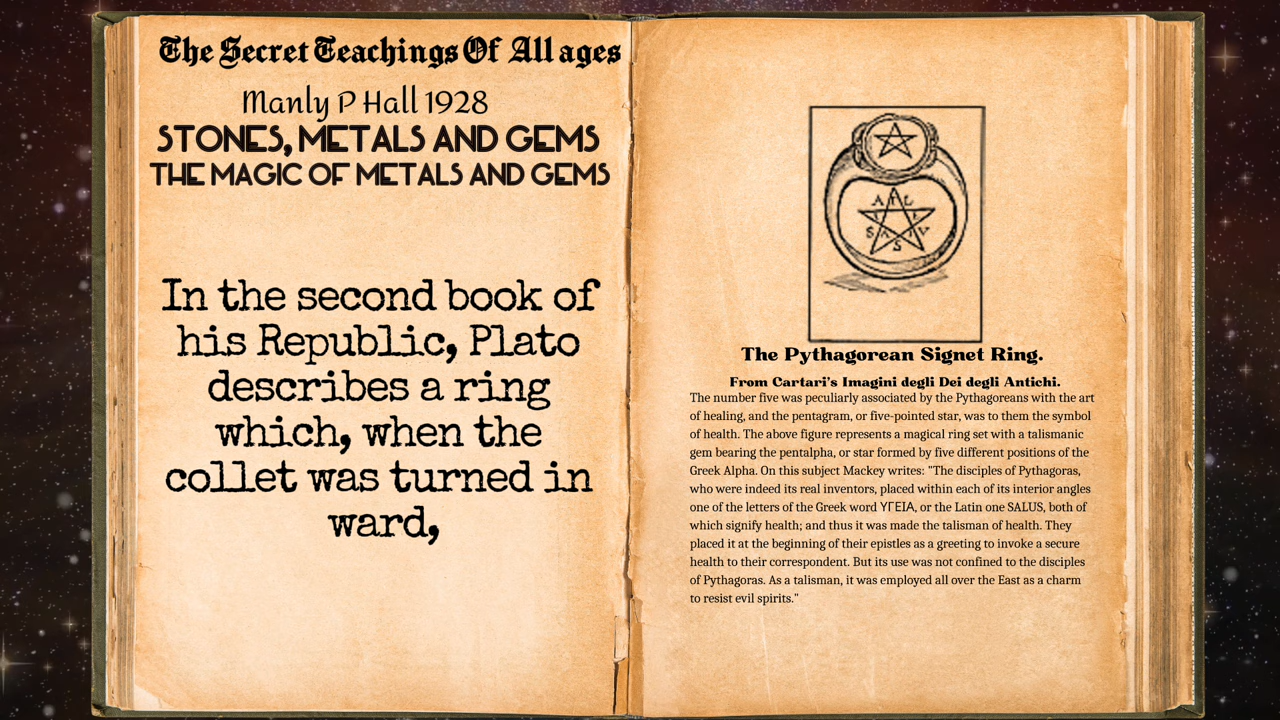 The Secret Teachings Of All ages
Manly P Hall 1928
STONES, METALS AND GEMS
THE MAGIC OF METALS AND GEMS
In the second book of
his Republic, Plato
describes a ring
which, when the
collet was turned in
ward,
The Pythagorean Signet Ring.
From Cartari's Imagini degli Dei degli Antichi.
The number five was peculiarly associated by the Pythagoreans with the art
of healing, and the pentagram, or five-pointed star, was to them the symbol
of health. The above figure represents a magical ring set with a talismanic
gem bearing the pentalpha, or star formed by five different positions of the
Greek Alpha. On this subject Mackey writes: "The disciples of Pythagoras,
who were indeed its real inventors, placed within each of its interior angles
one of the letters of the Greek word ΥΓΕΙΑ, or the Latin one SALUS, both of
which signify health; and thus it was made the talisman of health. They
placed it at the beginning of their epistles as a greeting to invoke a secure
health to their correspondent. But its use was not confined to the disciples
of Pythagoras. As a talisman, it was employed all over the East as a charm
to resist evil spirits."